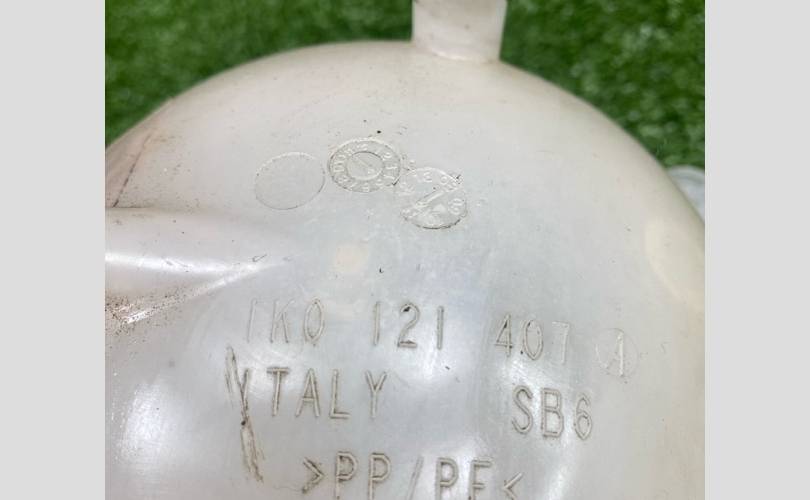 1K0 121 407 A
ITALY SB6
>PP/PE<